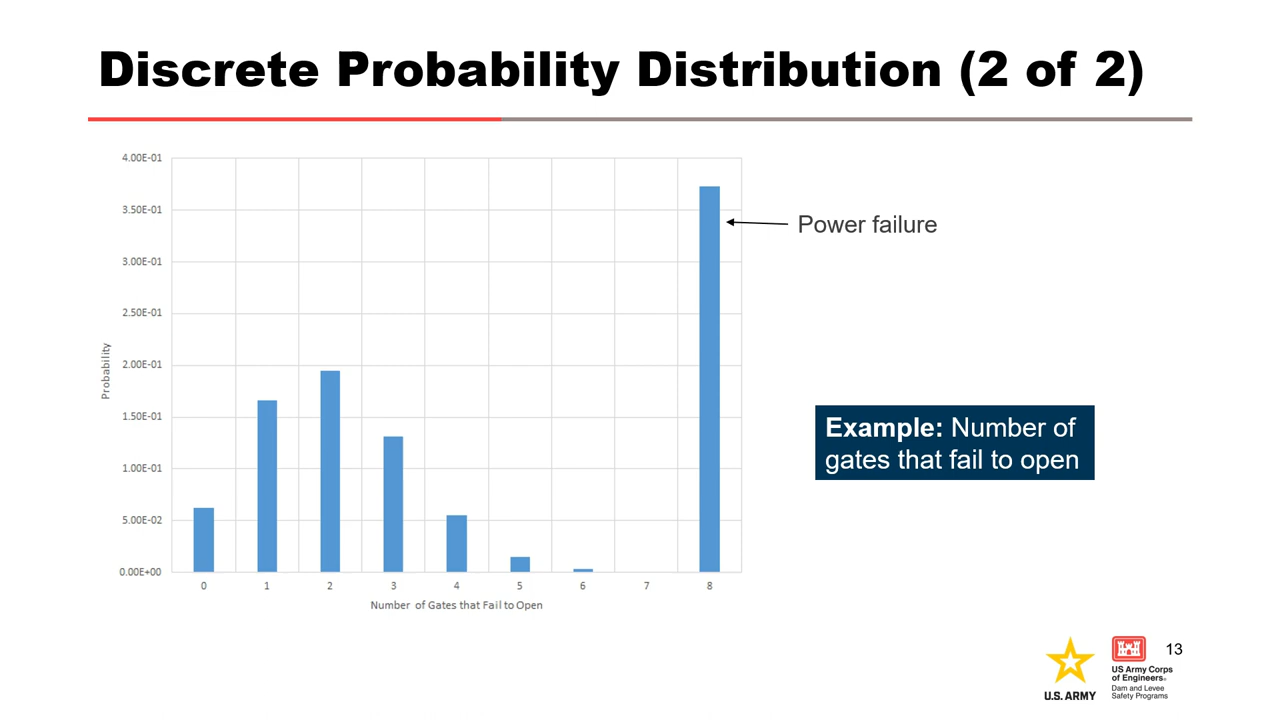 Discrete Probability Distribution (2 of 2)
4.00E-01
3.50E-01
3.00E-01
2.50E-01
2.00E-01
1.50E-01
1.00E-01
5.00E-02
0.00E+00
Probability
0 1 2 3 4 5 6 7 8
Number of Gates that Fail to Open
Power failure
Example: Number of
gates that fail to open
U.S. ARMY
US Army Corps
of Engineers®
Dam and Levee
Safety Programs
13